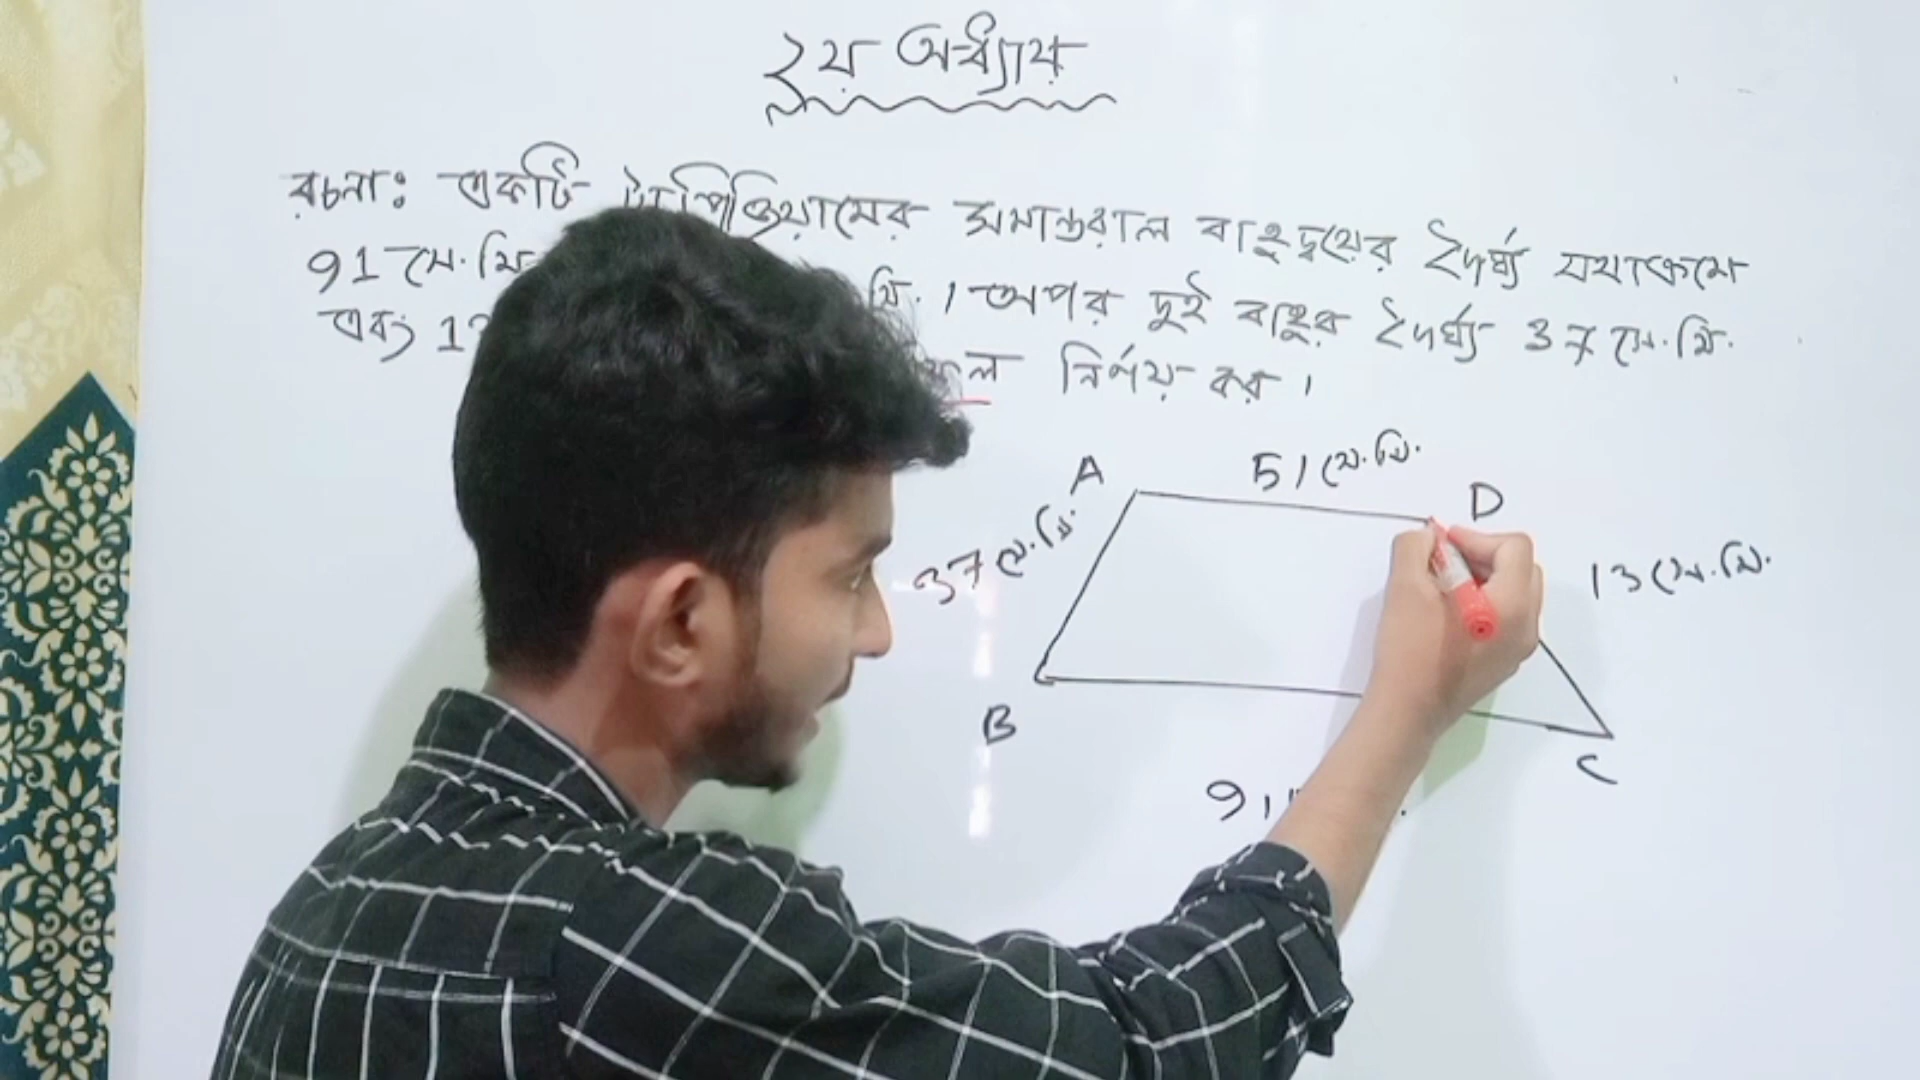 ২য় অধ্যায়
রচনা: একটি ট্রাপিজিয়ামের সমান্তরাল বাহুদ্বয়ের দৈর্ঘ্য যথাক্রমে
91 সে.মি. মি. । অপর দুই বাহুর দৈর্ঘ্য 37 সে.মি.
এবং নির্ণয় কর ।
A
51 সে.মি.
D
37 সে.মি.
13 সে.মি.
B
C
91